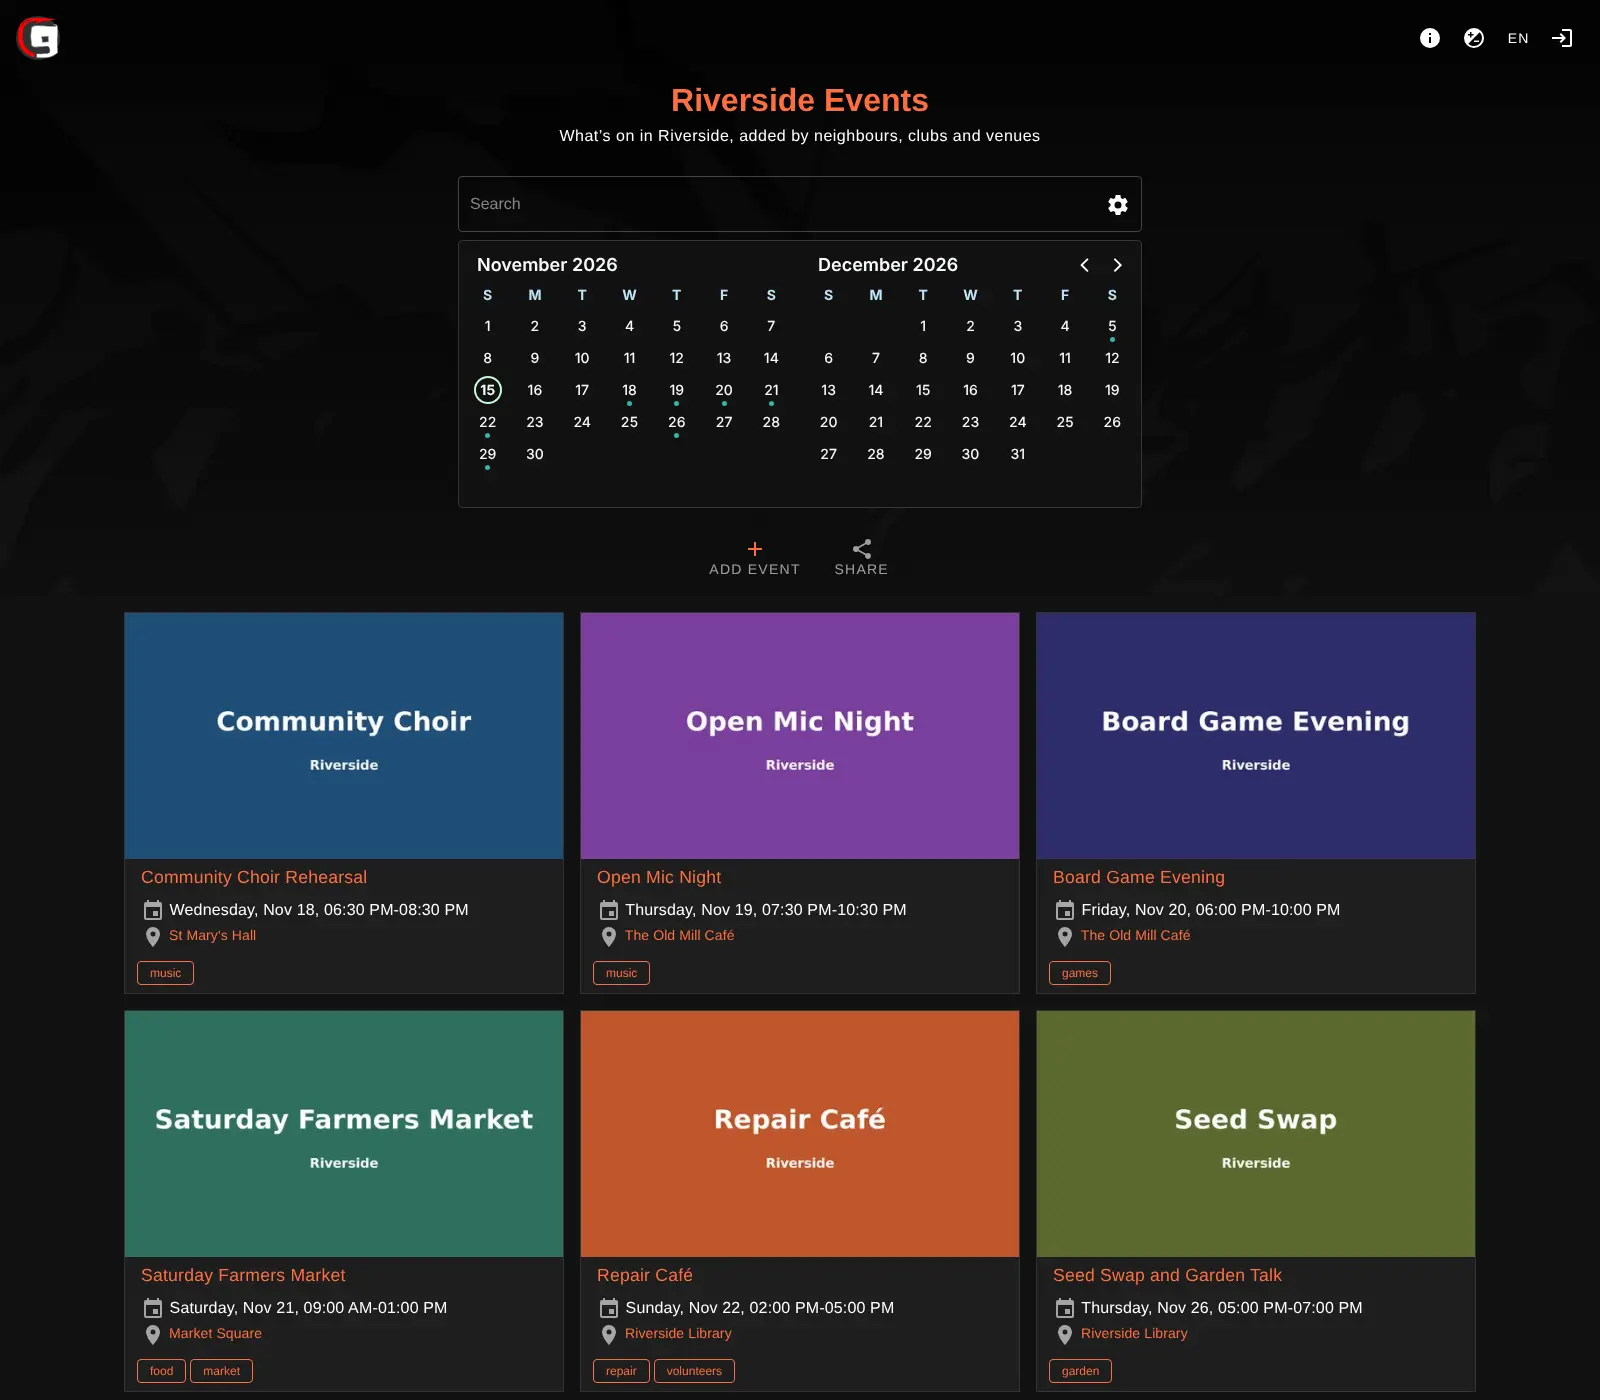 EN
Riverside Events
What's on in Riverside, added by neighbours, clubs and venues
Search
November 2026
S M T W T F S
1 2 3 4 5 6 7
8 9 10 11 12 13 14
15 16 17 18 19 20 21
22 23 24 25 26 27 28
29 30
December 2026
S M T W T F S
1 2 3 4 5
6 7 8 9 10 11 12
13 14 15 16 17 18 19
20 21 22 23 24 25 26
27 28 29 30 31
ADD EVENT
SHARE
Community Choir
Riverside
Community Choir Rehearsal
Wednesday, Nov 18, 06:30 PM-08:30 PM
St Mary's Hall
music
Open Mic Night
Riverside
Open Mic Night
Thursday, Nov 19, 07:30 PM-10:30 PM
The Old Mill Café
music
Board Game Evening
Riverside
Board Game Evening
Friday, Nov 20, 06:00 PM-10:00 PM
The Old Mill Café
games
Saturday Farmers Market
Riverside
Saturday Farmers Market
Saturday, Nov 21, 09:00 AM-01:00 PM
Market Square
food market
Repair Café
Riverside
Repair Café
Sunday, Nov 22, 02:00 PM-05:00 PM
Riverside Library
repair volunteers
Seed Swap
Riverside
Seed Swap and Garden Talk
Thursday, Nov 26, 05:00 PM-07:00 PM
Riverside Library
garden